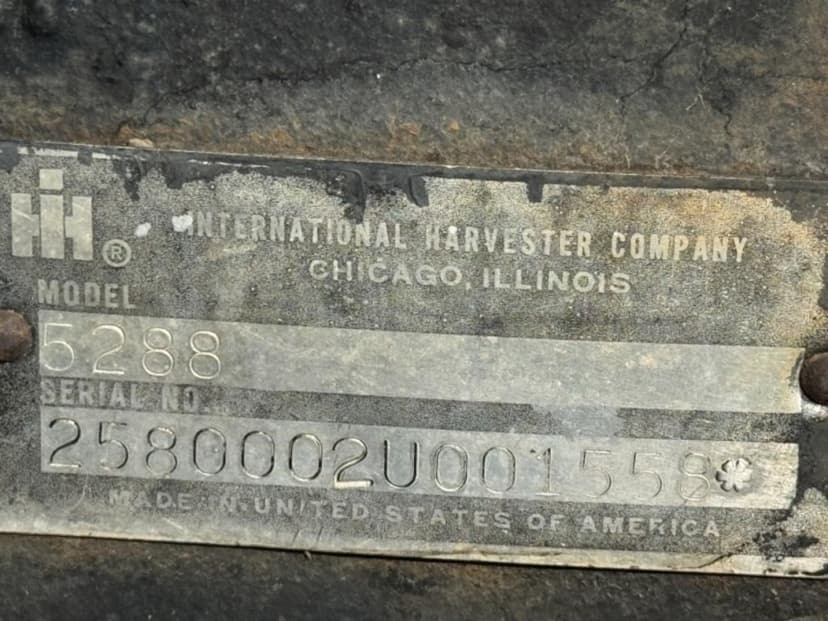 IH ®
INTERNATIONAL HARVESTER COMPANY
CHICAGO, ILLINOIS
MODEL
5288
SERIAL NO.
2580002U001558*
MADE IN UNITED STATES OF AMERICA